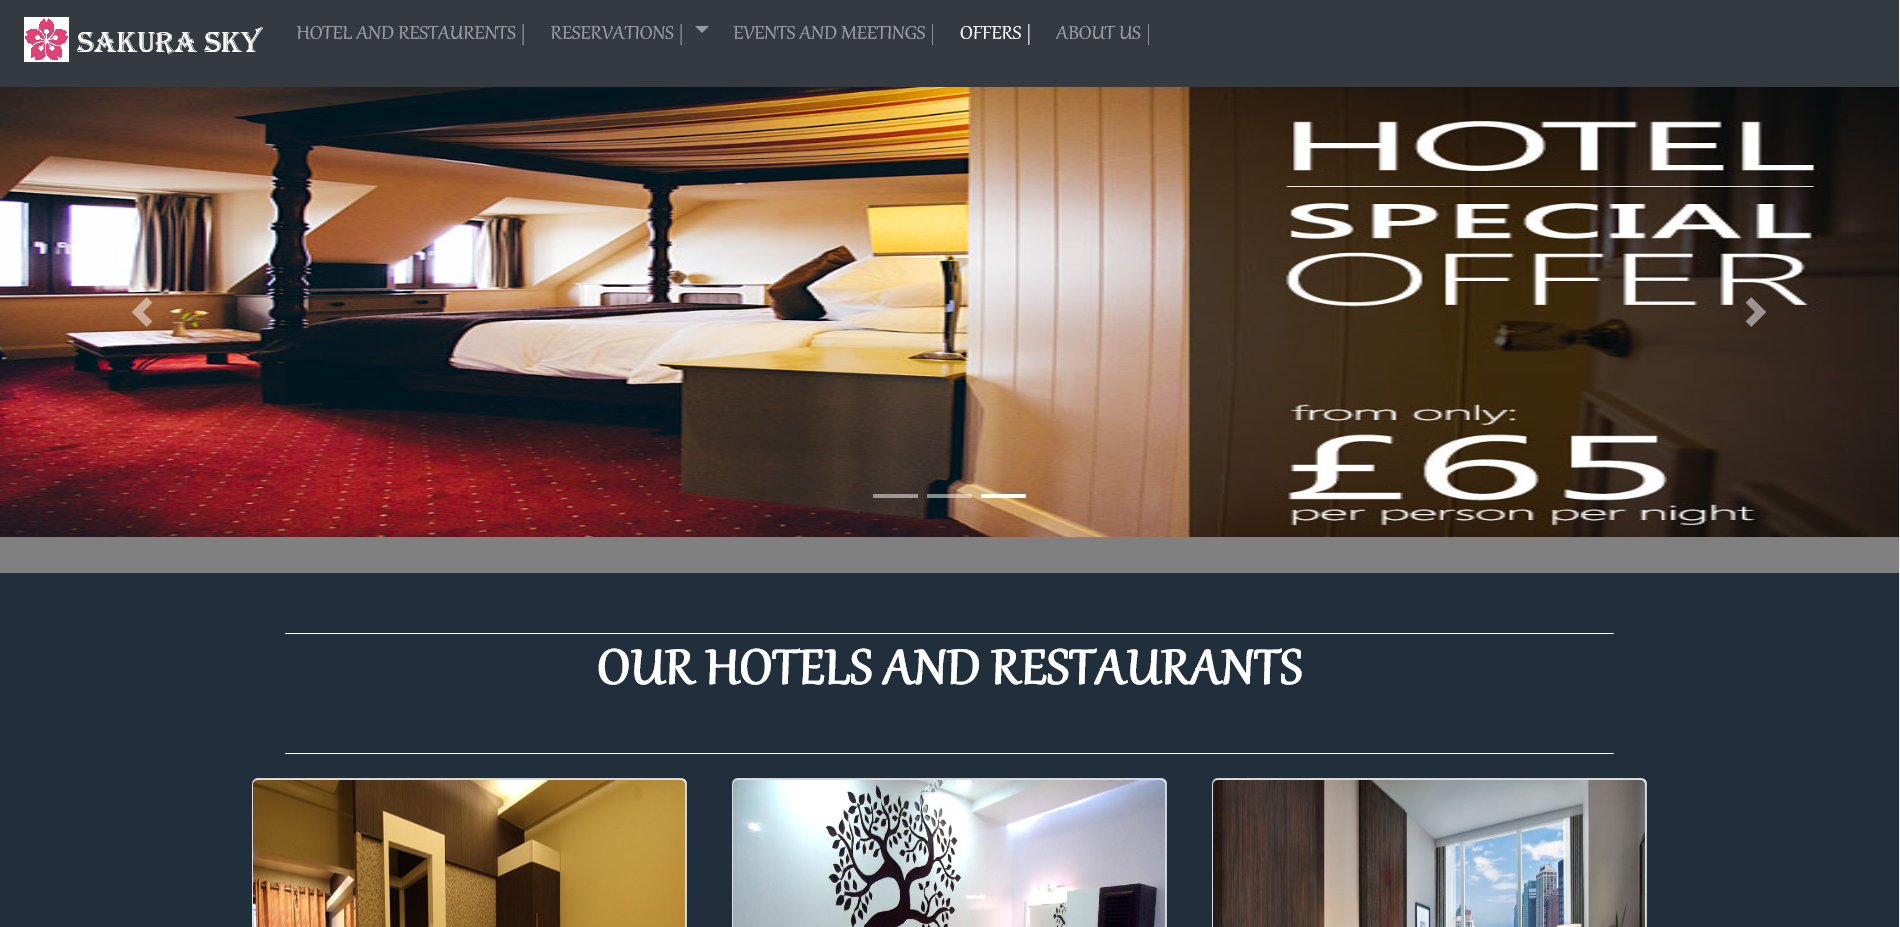 SAKURA SKY
HOTEL AND RESTAURENTS | RESERVATIONS | EVENTS AND MEETINGS | OFFERS | ABOUT US |
HOTEL
SPECIAL
OFFER
from only:
£65
per person per night
OUR HOTELS AND RESTAURANTS